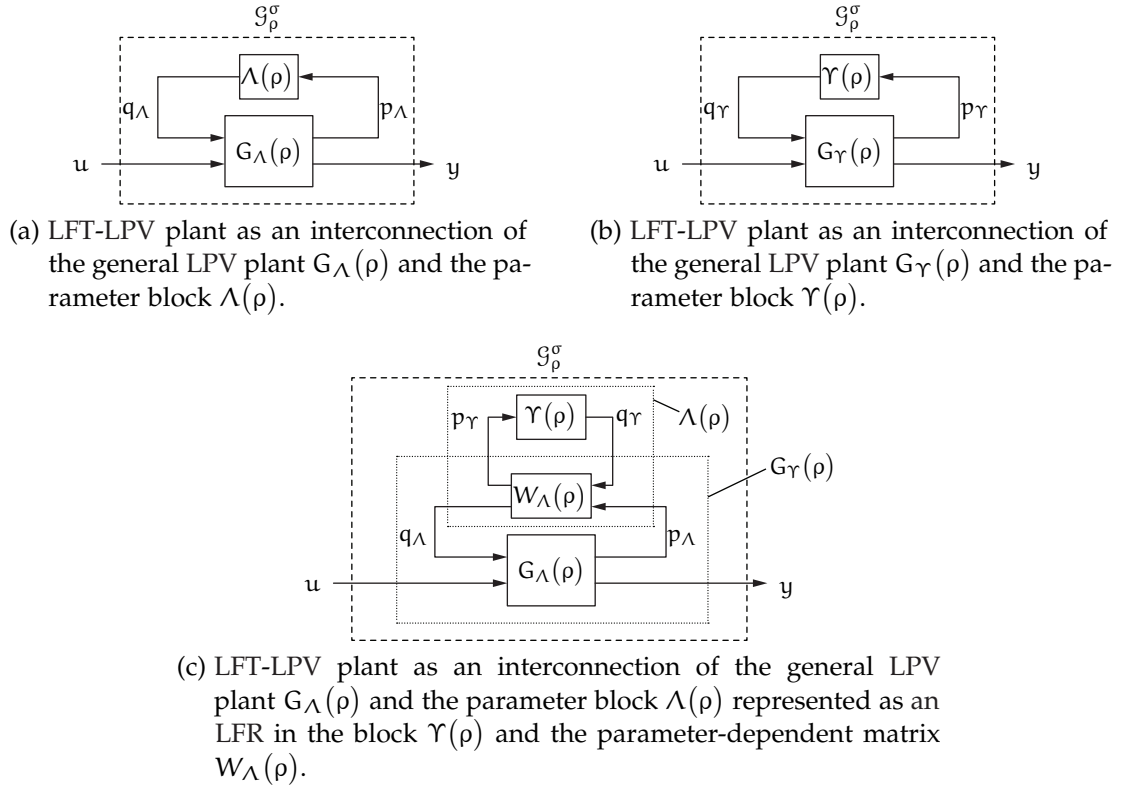 𝒢ρσ
Λ(ρ)
qΛ
pΛ
GΛ(ρ)
u
y
(a) LFT-LPV plant as an interconnection of
the general LPV plant GΛ(ρ) and the pa-
rameter block Λ(ρ).
𝒢ρσ
ϒ(ρ)
qϒ
pϒ
Gϒ(ρ)
u
y
(b) LFT-LPV plant as an interconnection of
the general LPV plant Gϒ(ρ) and the pa-
rameter block ϒ(ρ).
𝒢ρσ
pϒ
ϒ(ρ)
qϒ
Λ(ρ)
Gϒ(ρ)
WΛ(ρ)
qΛ
pΛ
GΛ(ρ)
u
y
(c) LFT-LPV plant as an interconnection of the general LPV
plant GΛ(ρ) and the parameter block Λ(ρ) represented as an
LFR in the block ϒ(ρ) and the parameter-dependent matrix
WΛ(ρ).